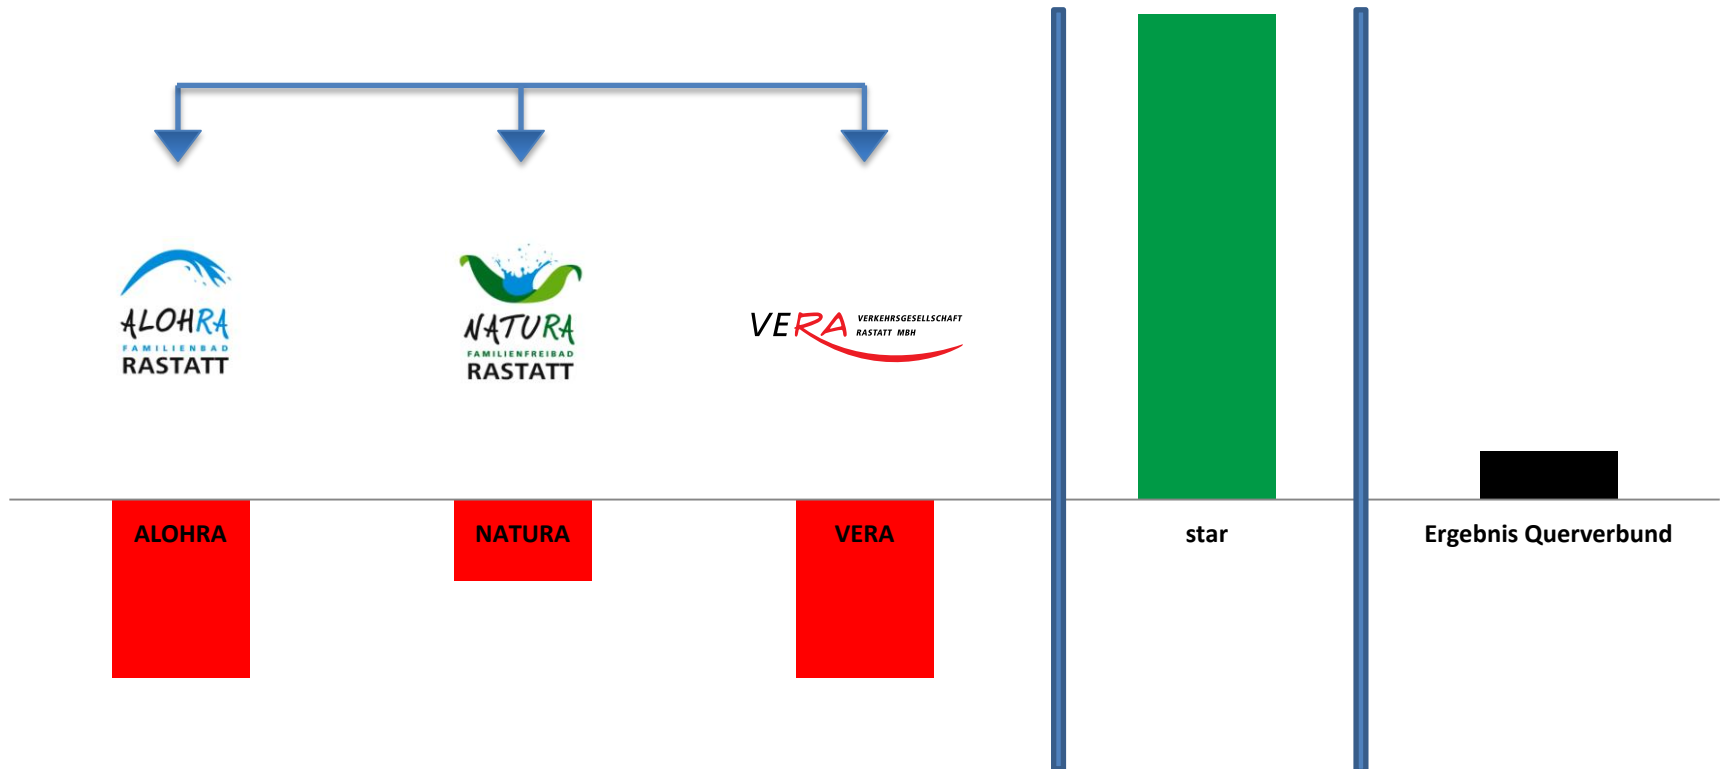 ALOHRA
FAMILIENBAD
RASTATT
NATURA
FAMILIENFREIBAD
RASTATT
VERA VERKEHRSGESELLSCHAFT
RASTATT MBH
ALOHRA
NATURA
VERA
star
Ergebnis Querverbund